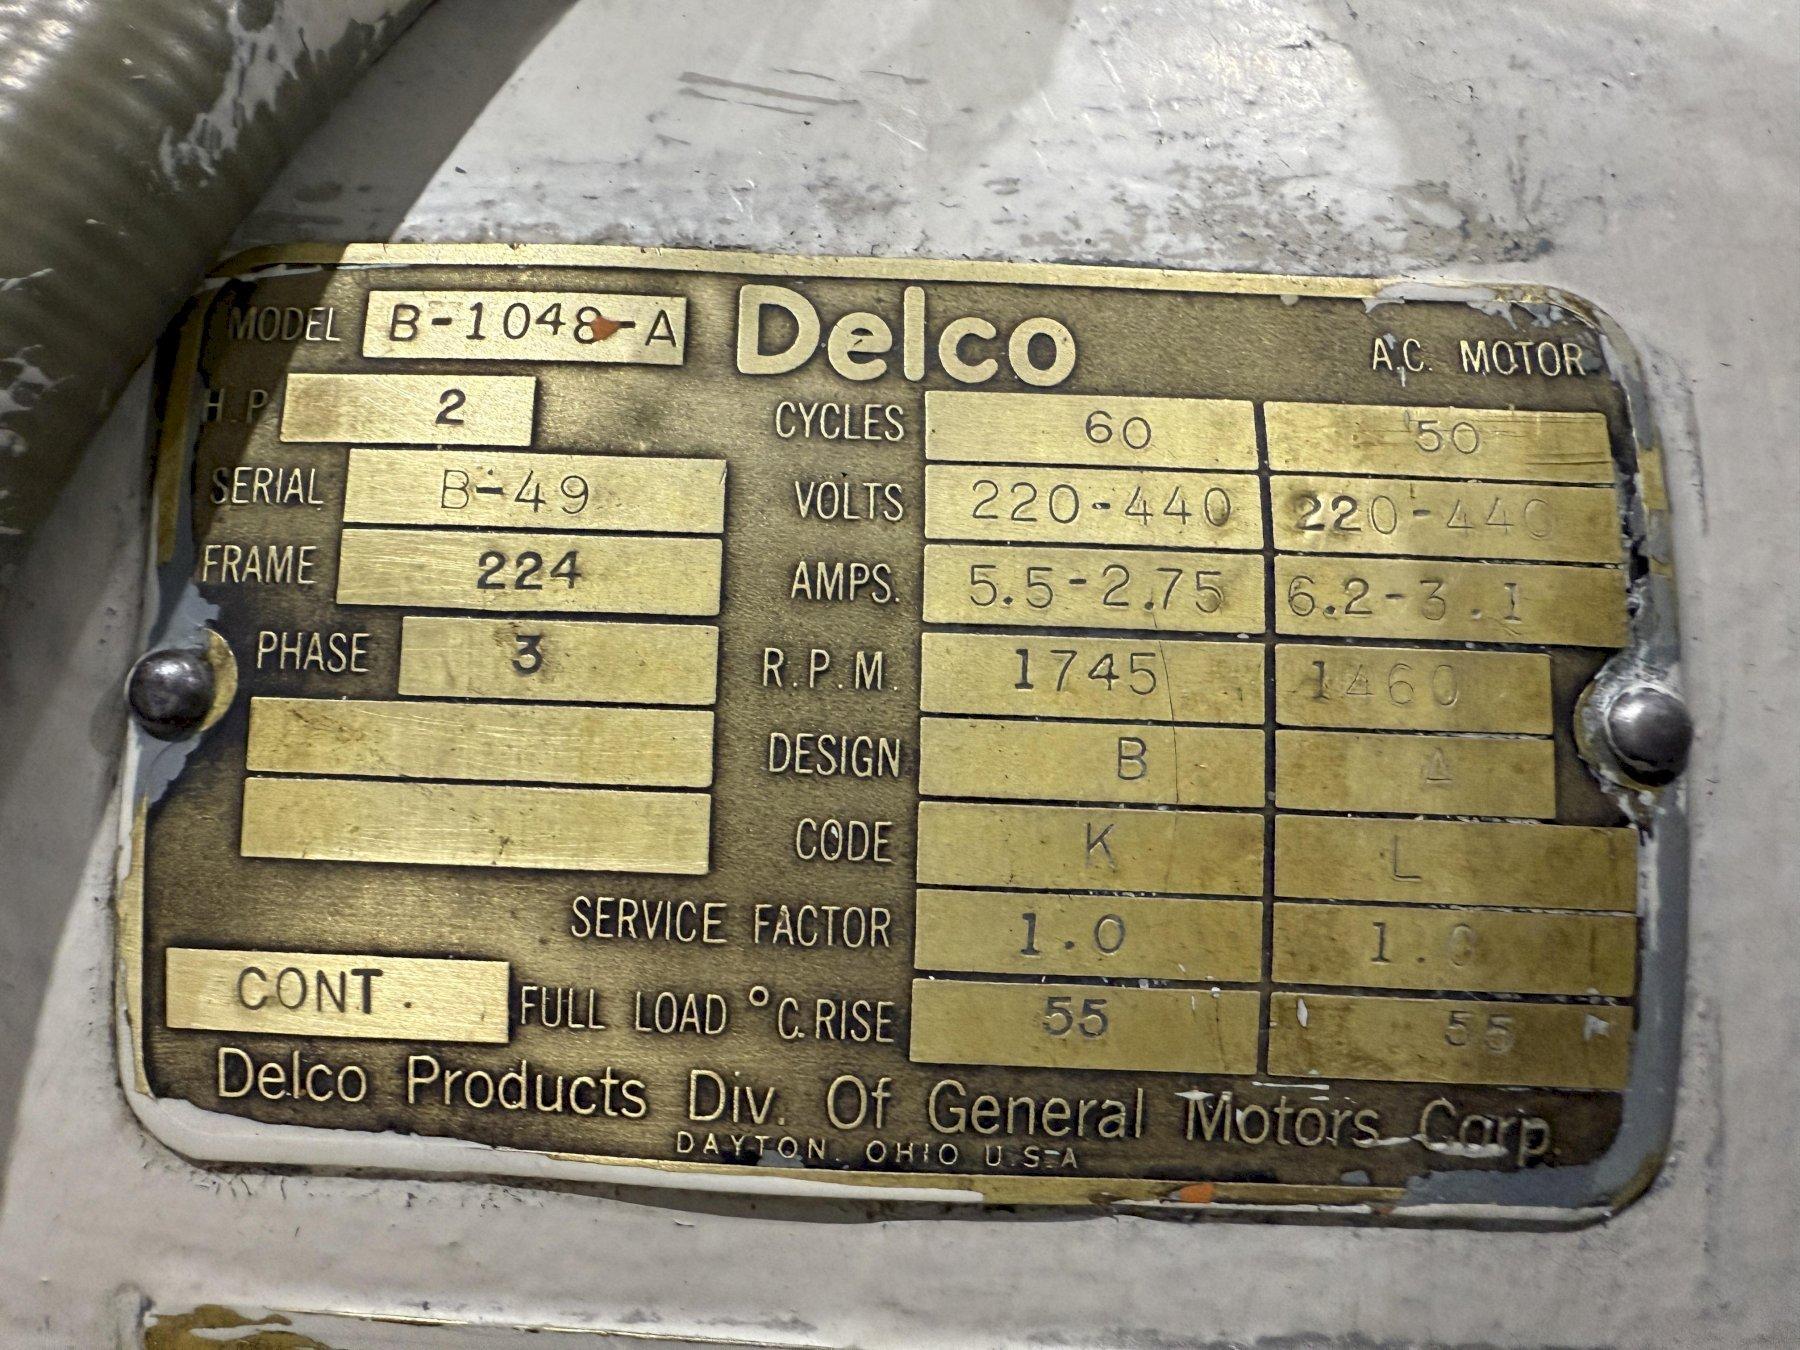 MODEL B-1048-A Delco A.C. MOTOR
H.P 2
CYCLES 60 50
SERIAL B-49
VOLTS 220-440 220-440
FRAME 224
AMPS. 5.5-2.75 6.2-3.1
PHASE 3
R.P.M. 1745 1460
DESIGN B A
CODE K L
SERVICE FACTOR 1.0 1.0
CONT. FULL LOAD °C. RISE 55 55
Delco Products Div. Of General Motors Corp.
DAYTON. OHIO U.S.A